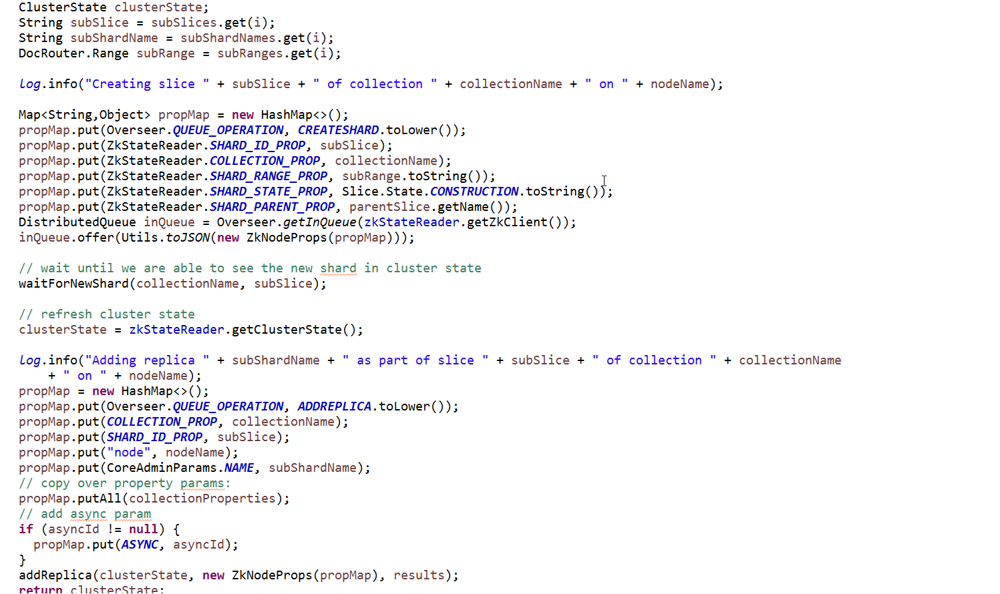 ClusterState clusterState;
String subSlice = subSlices.get(i);
String subShardName = subShardNames.get(i);
DocRouter.Range subRange = subRanges.get(i);
log.info("Creating slice " + subSlice + " of collection " + collectionName + " on " + nodeName);
Map<String,Object> propMap = new HashMap<>();
propMap.put(Overseer.QUEUE_OPERATION, CREATESHARD.toLower());
propMap.put(ZkStateReader.SHARD_ID_PROP, subSlice);
propMap.put(ZkStateReader.COLLECTION_PROP, collectionName);
propMap.put(ZkStateReader.SHARD_RANGE_PROP, subRange.toString());
propMap.put(ZkStateReader.SHARD_STATE_PROP, Slice.State.CONSTRUCTION.toString());
propMap.put(ZkStateReader.SHARD_PARENT_PROP, parentSlice.getName());
DistributedQueue inQueue = Overseer.getInQueue(zkStateReader.getZkClient());
inQueue.offer(Utils.toJSON(new ZkNodeProps(propMap)));
// wait until we are able to see the new shard in cluster state
waitForNewShard(collectionName, subSlice);
// refresh cluster state
clusterState = zkStateReader.getClusterState();
log.info("Adding replica " + subShardName + " as part of slice " + subSlice + " of collection " + collectionName
+ " on " + nodeName);
propMap = new HashMap<>();
propMap.put(Overseer.QUEUE_OPERATION, ADDREPLICA.toLower());
propMap.put(COLLECTION_PROP, collectionName);
propMap.put(SHARD_ID_PROP, subSlice);
propMap.put("node", nodeName);
propMap.put(CoreAdminParams.NAME, subShardName);
// copy over property params:
propMap.putAll(collectionProperties);
// add async param
if (asyncId != null) {
propMap.put(ASYNC, asyncId);
}
addReplica(clusterState, new ZkNodeProps(propMap), results);
return clusterState;